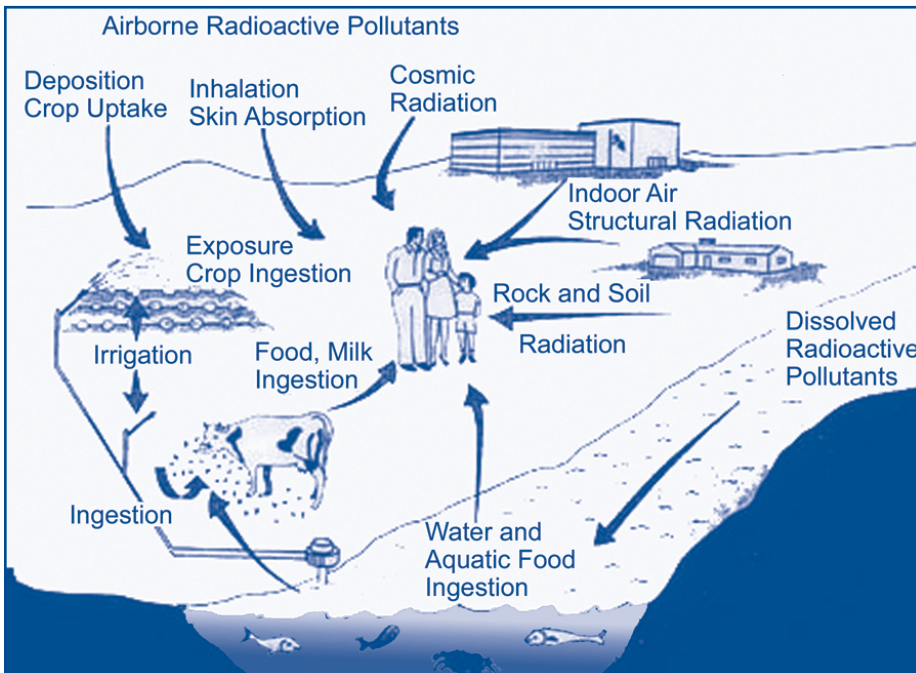 Airborne Radioactive Pollutants
Deposition
Crop Uptake
Inhalation
Skin Absorption
Cosmic
Radiation
Indoor Air
Structural Radiation
Exposure
Crop Ingestion
Rock and Soil
Radiation
Dissolved
Radioactive
Pollutants
Irrigation
Food, Milk
Ingestion
Ingestion
Water and
Aquatic Food
Ingestion